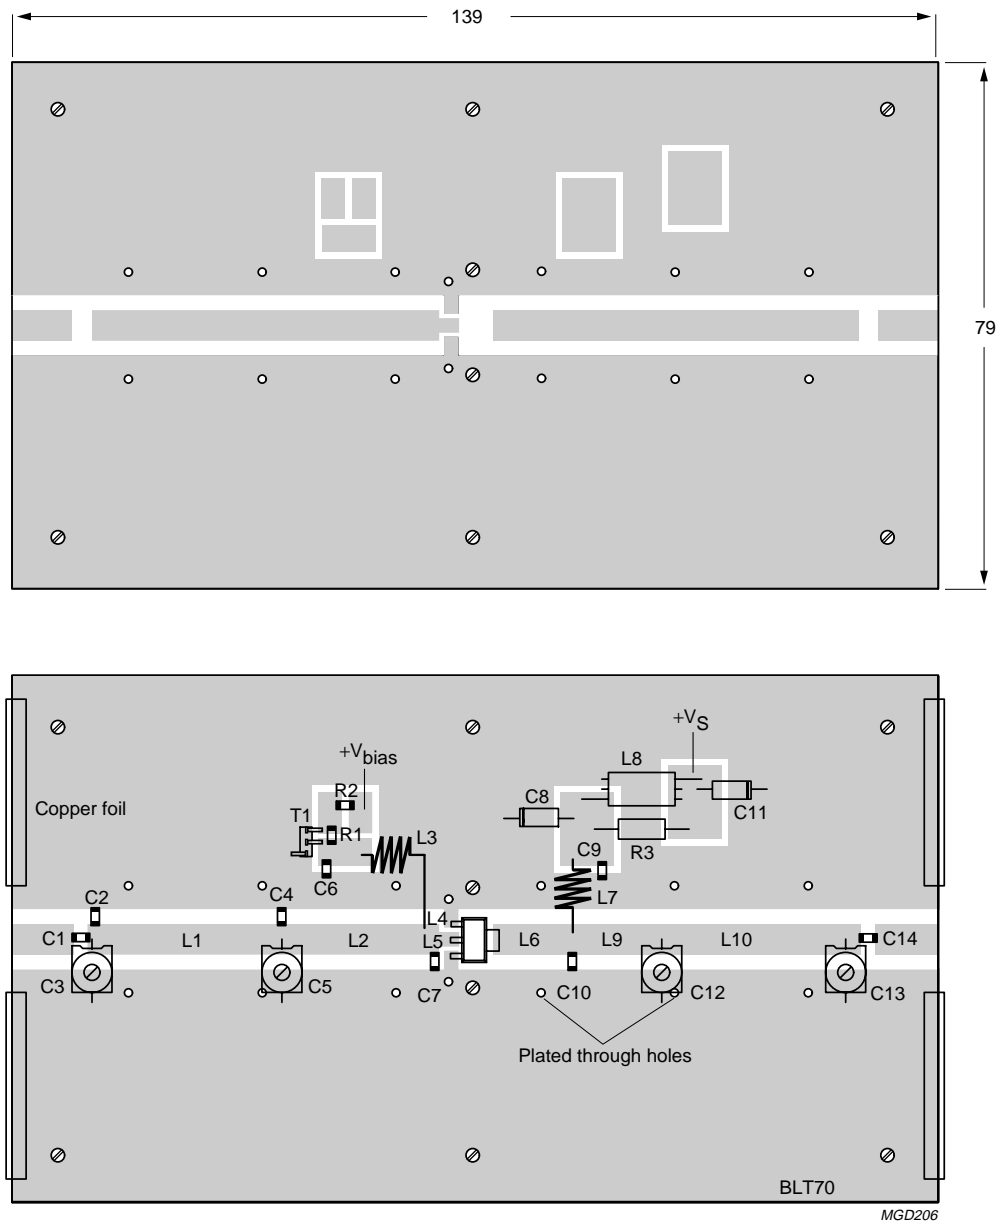 139
79
+VS
+Vbias
L8
R2
C8
C11
Copper foil
T1
R1
L3
C9
R3
C6
L7
C2
C4
L4
C1
L1
L2
L5
L6
L9
L10
C14
C3
C5
C7
C10
C12
C13
Plated through holes
BLT70
MGD206